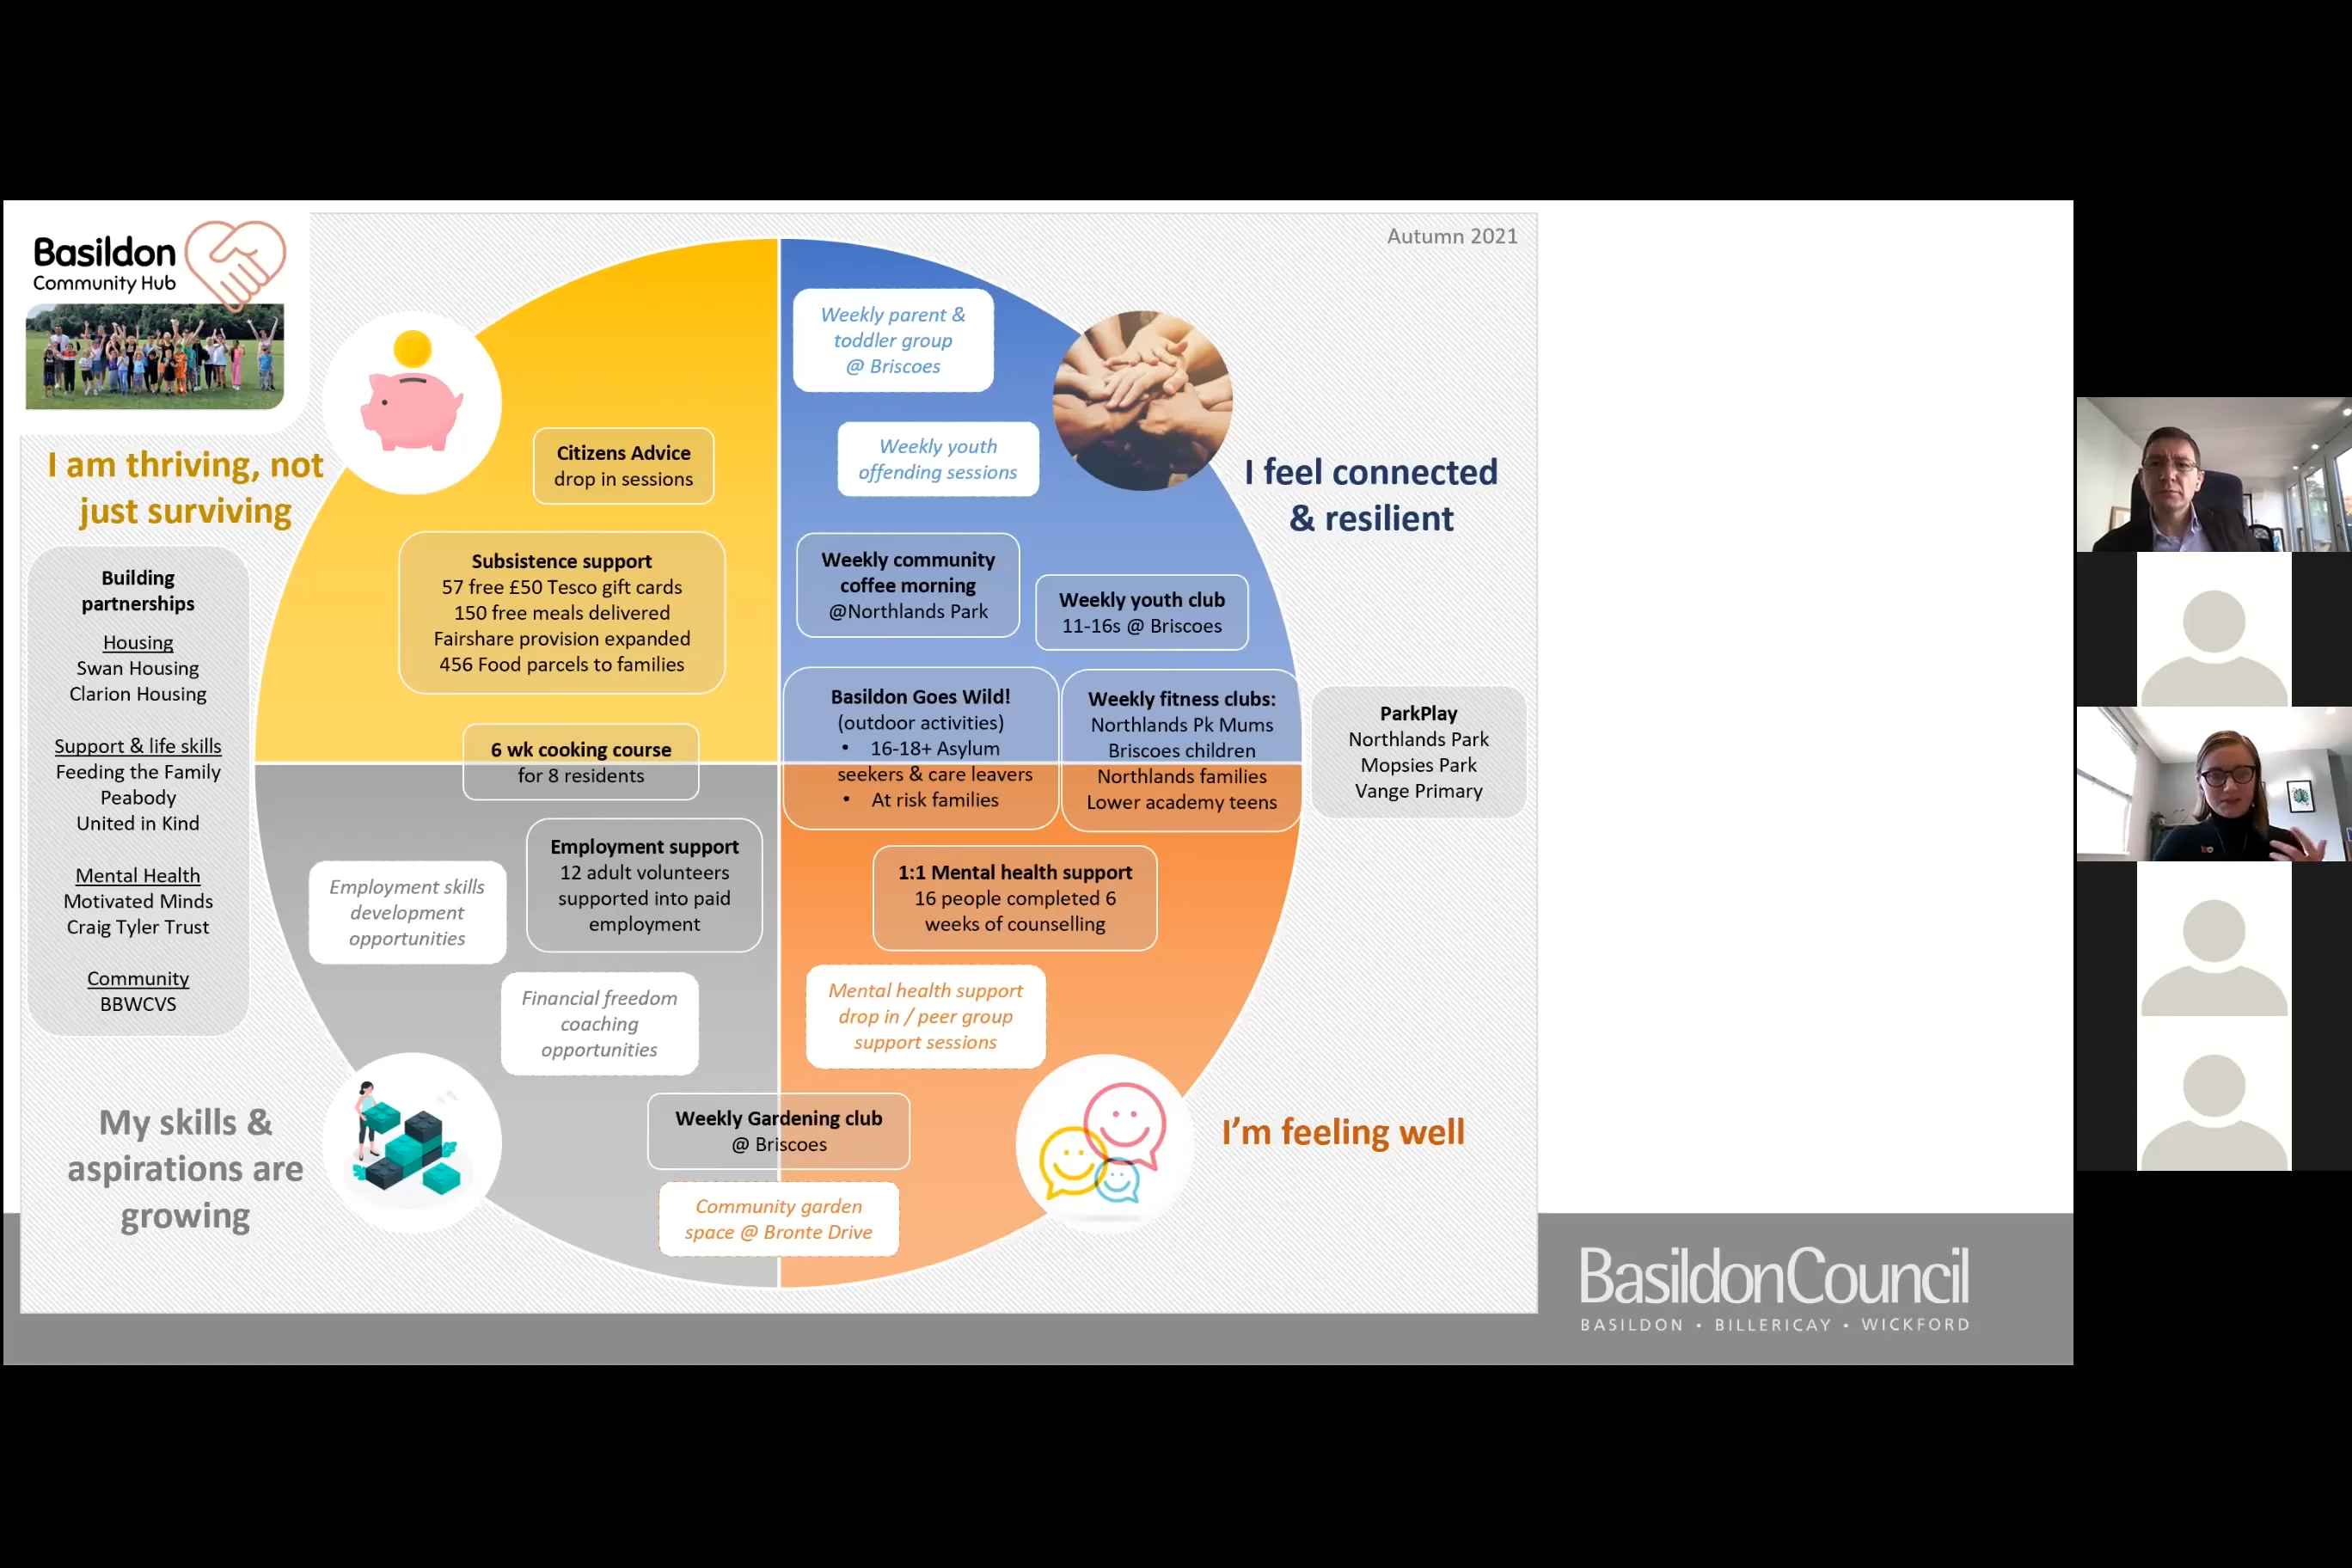 Basildon
Community Hub
Autumn 2021
I am thriving, not
just surviving
Building
partnerships
Housing
Swan Housing
Clarion Housing
Support & life skills
Feeding the Family
Peabody
United in Kind
Mental Health
Motivated Minds
Craig Tyler Trust
Community
BBWCVS
My skills &
aspirations are
growing
Citizens Advice
drop in sessions
Subsistence support
57 free £50 Tesco gift cards
150 free meals delivered
Fairshare provision expanded
456 Food parcels to families
6 wk cooking course
for 8 residents
Employment support
12 adult volunteers
supported into paid
employment
Employment skills
development
opportunities
Financial freedom
coaching
opportunities
Weekly Gardening club
@ Briscoes
Community garden
space @ Bronte Drive
Weekly parent &
toddler group
@ Briscoes
Weekly youth
offending sessions
Weekly community
coffee morning
@Northlands Park
Weekly youth club
11-16s @ Briscoes
Basildon Goes Wild!
(outdoor activities)
• 16-18+ Asylum
seekers & care leavers
• At risk families
Weekly fitness clubs:
Northlands Pk Mums
Briscoes children
Northlands families
Lower academy teens
1:1 Mental health support
16 people completed 6
weeks of counselling
Mental health support
drop in / peer group
support sessions
I feel connected
& resilient
ParkPlay
Northlands Park
Mopsies Park
Vange Primary
I'm feeling well
BasildonCouncil
BASILDON • BILLERICAY • WICKFORD